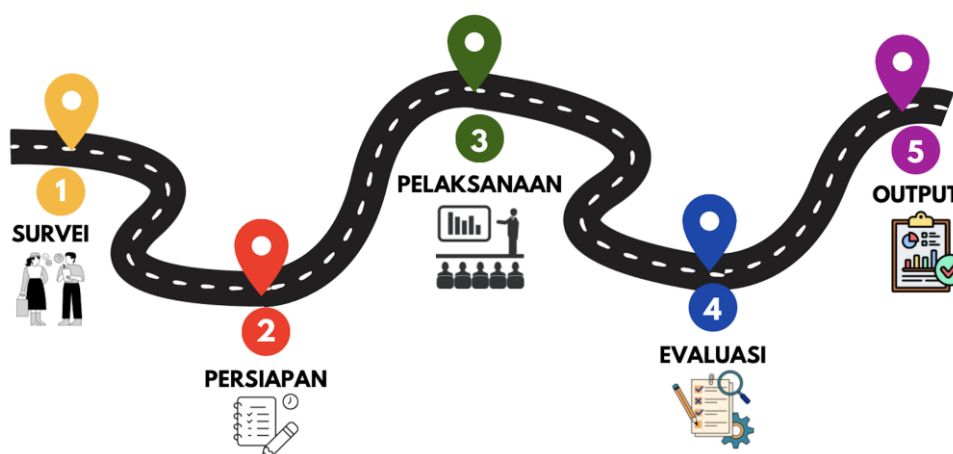 1
SURVEI
2
PERSIAPAN
3
PELAKSANAAN
4
EVALUASI
5
OUTPUT